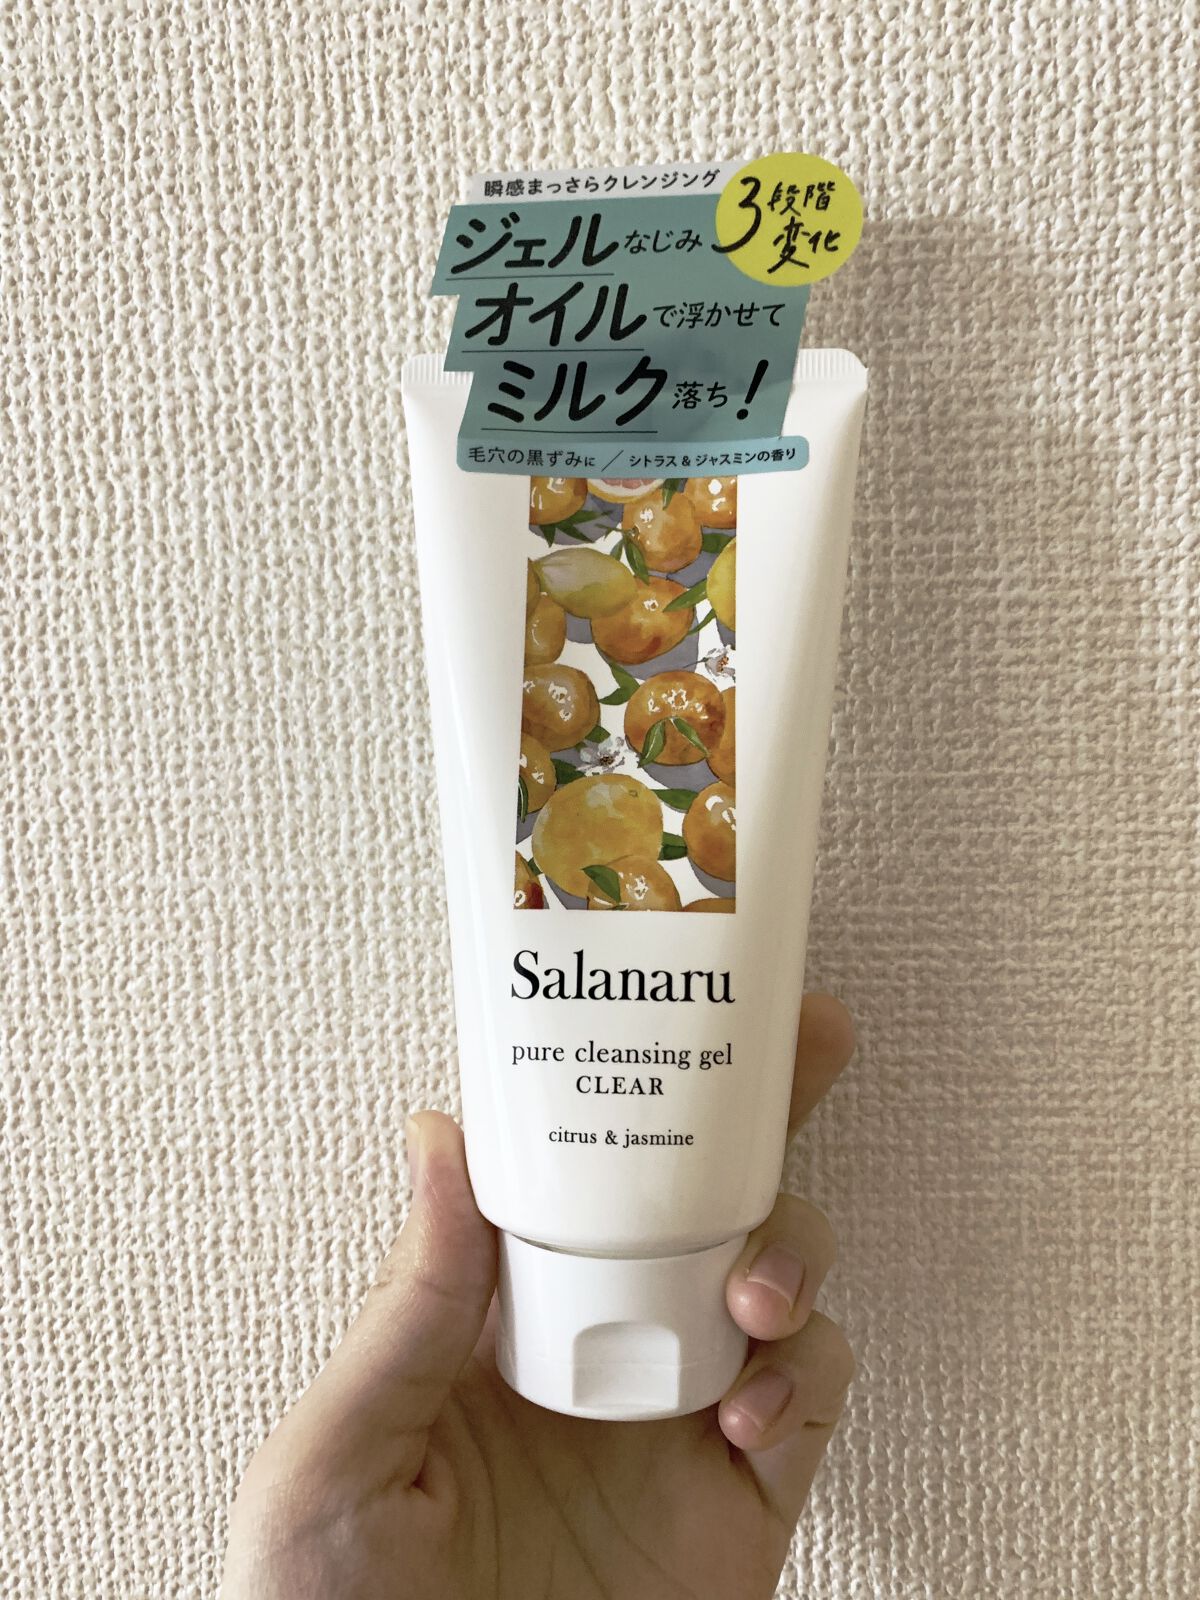 瞬感まっさらクレンジング
3段階
変化
ジェルなじみ
オイルで浮かせて
ミルク落ち!
毛穴の黒ずみに / シトラス&ジャスミンの香り
Salanaru
pure cleansing gel
CLEAR
citrus & jasmine